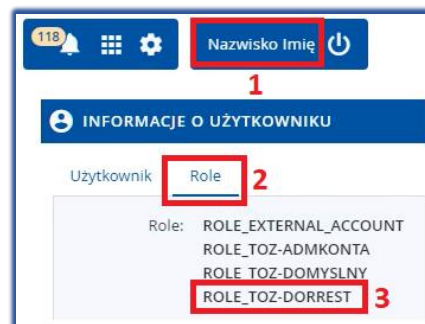 118
Nazwisko Imię
1
INFORMACJE O UŻYTKOWNIKU
Użytkownik Role 2
Role: ROLE_EXTERNAL_ACCOUNT
ROLE_TOZ-ADMKONTA
ROLE_TOZ-DOMYSLNY
ROLE_TOZ-DORREST 3